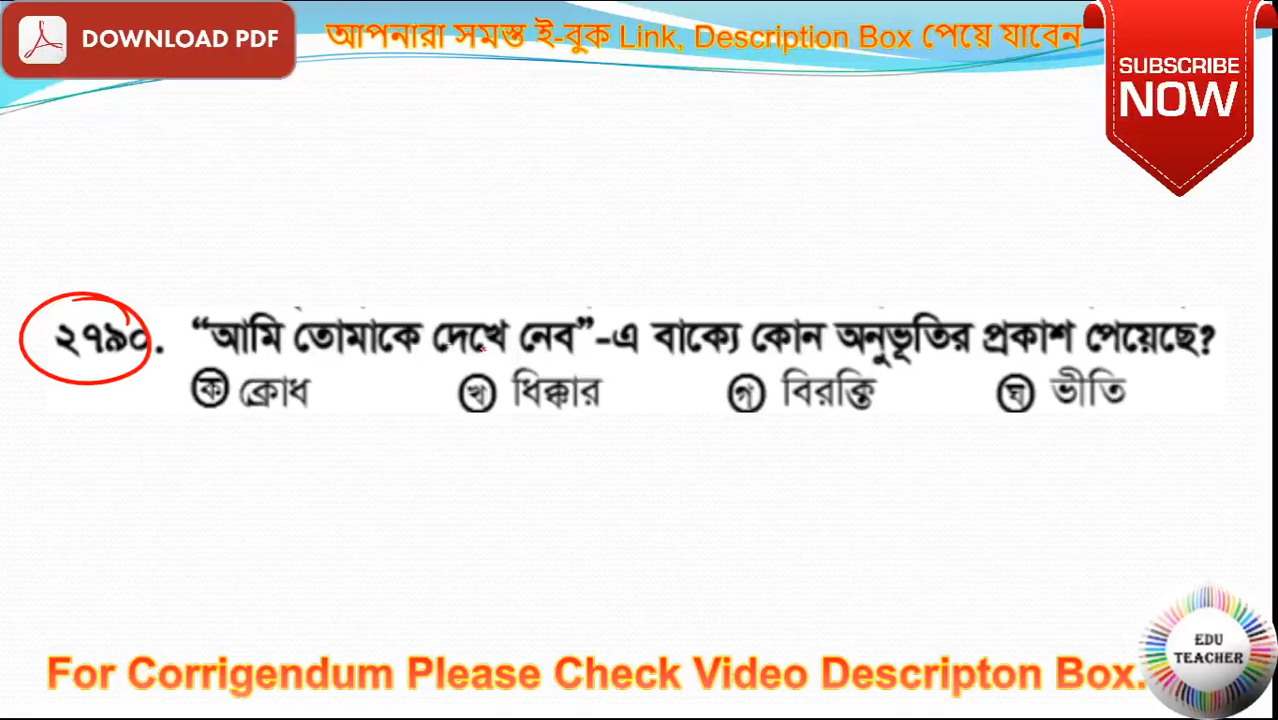 DOWNLOAD PDF
আপনারা সমস্ত ই-বুক Link, Description Box পেয়ে যাবেন
SUBSCRIBE
NOW
২৭৯০. “আমি তোমাকে দেখে নেব”-এ বাক্যে কোন অনুভূতির প্রকাশ পেয়েছে?
ক ক্রোধ খ ধিক্কার গ বিরক্তি ঘ ভীতি
EDU
TEACHER
For Corrigendum Please Check Video Descripton Box.